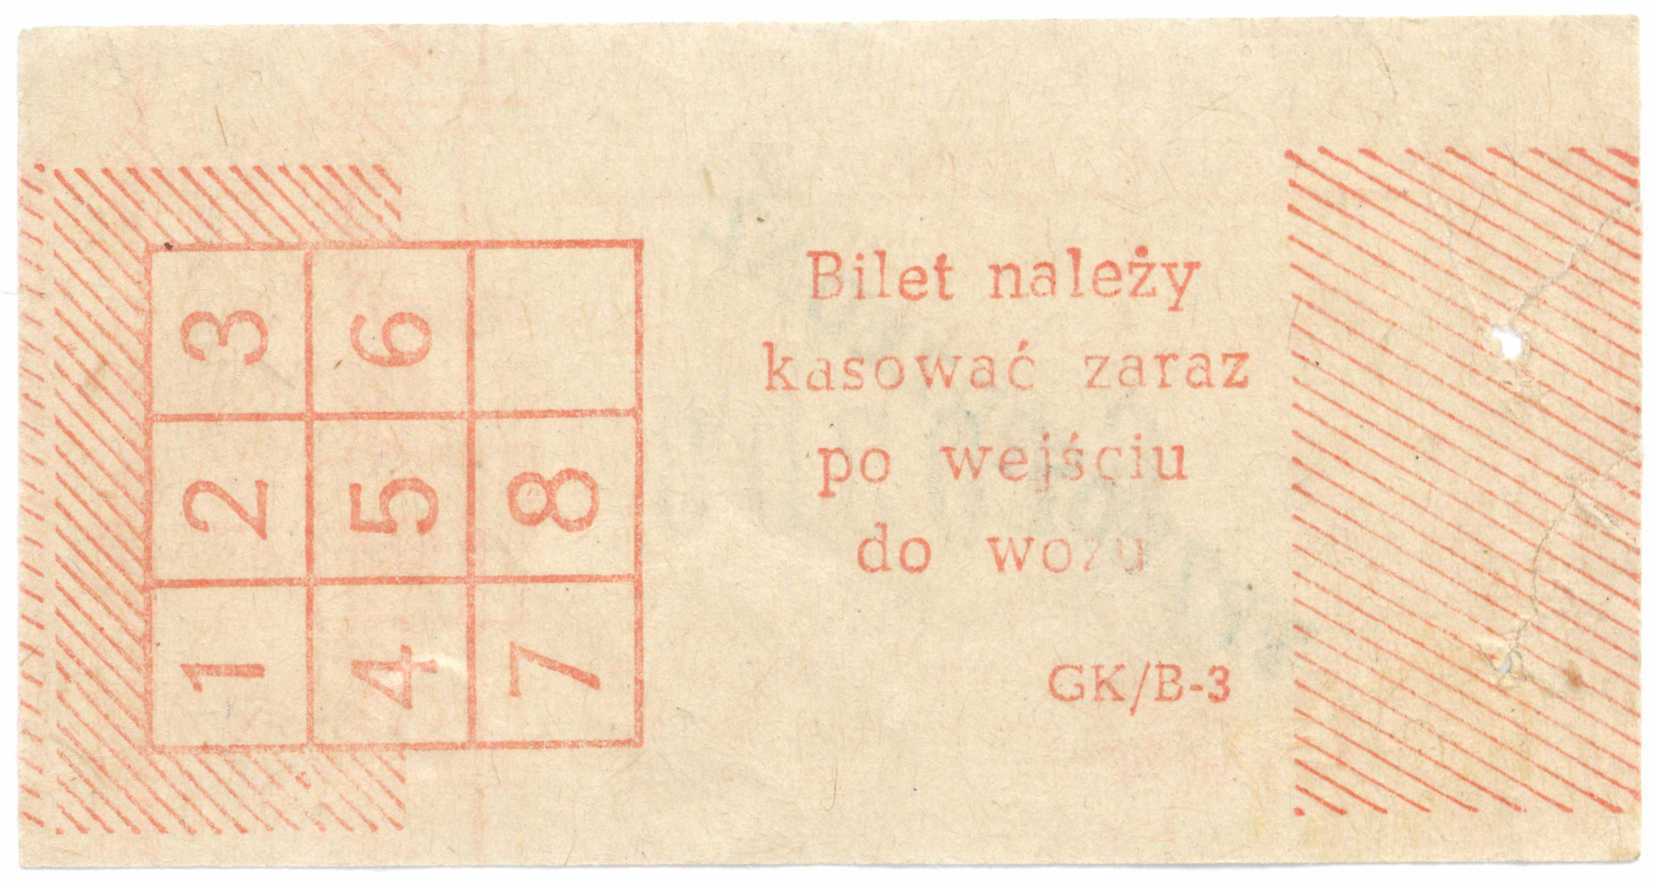 3 6
2 5 8
1 4 7
Bilet należy
kasować zaraz
po wejściu
do wozu
GK/B-3